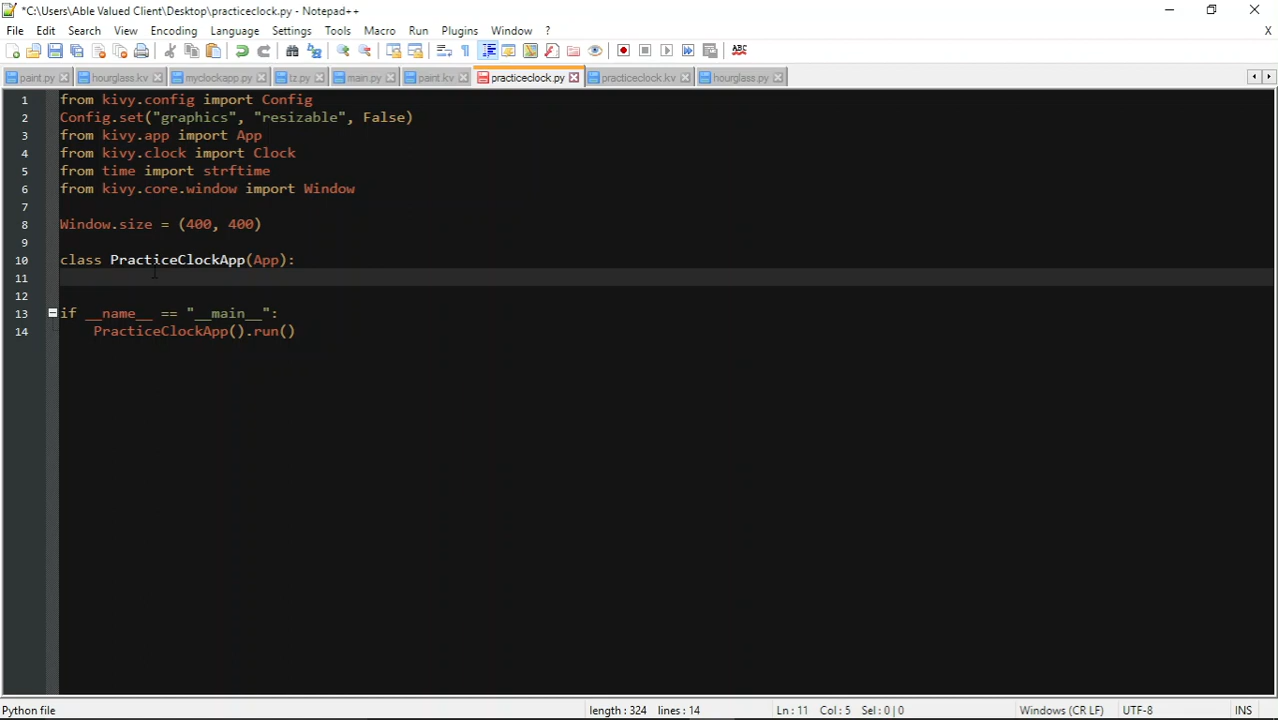 *C:\Users\Able Valued Client\Desktop\practiceclock.py - Notepad++
File Edit Search View Encoding Language Settings Tools Macro Run Plugins Window ? X
paint.py hourglass.kv myclockapp.py tz.py main.py paint.kv practiceclock.py practiceclock.kv hourglass.py
1 from kivy.config import Config
2 Config.set("graphics", "resizable", False)
3 from kivy.app import App
4 from kivy.clock import Clock
5 from time import strftime
6 from kivy.core.window import Window
7
8 Window.size = (400, 400)
9
10 class PracticeClockApp(App):
11
12
13 if __name__ == "__main__":
14 PracticeClockApp().run()
Python file length : 324 lines : 14 Ln : 11 Col : 5 Sel : 0 | 0 Windows (CR LF) UTF-8 INS